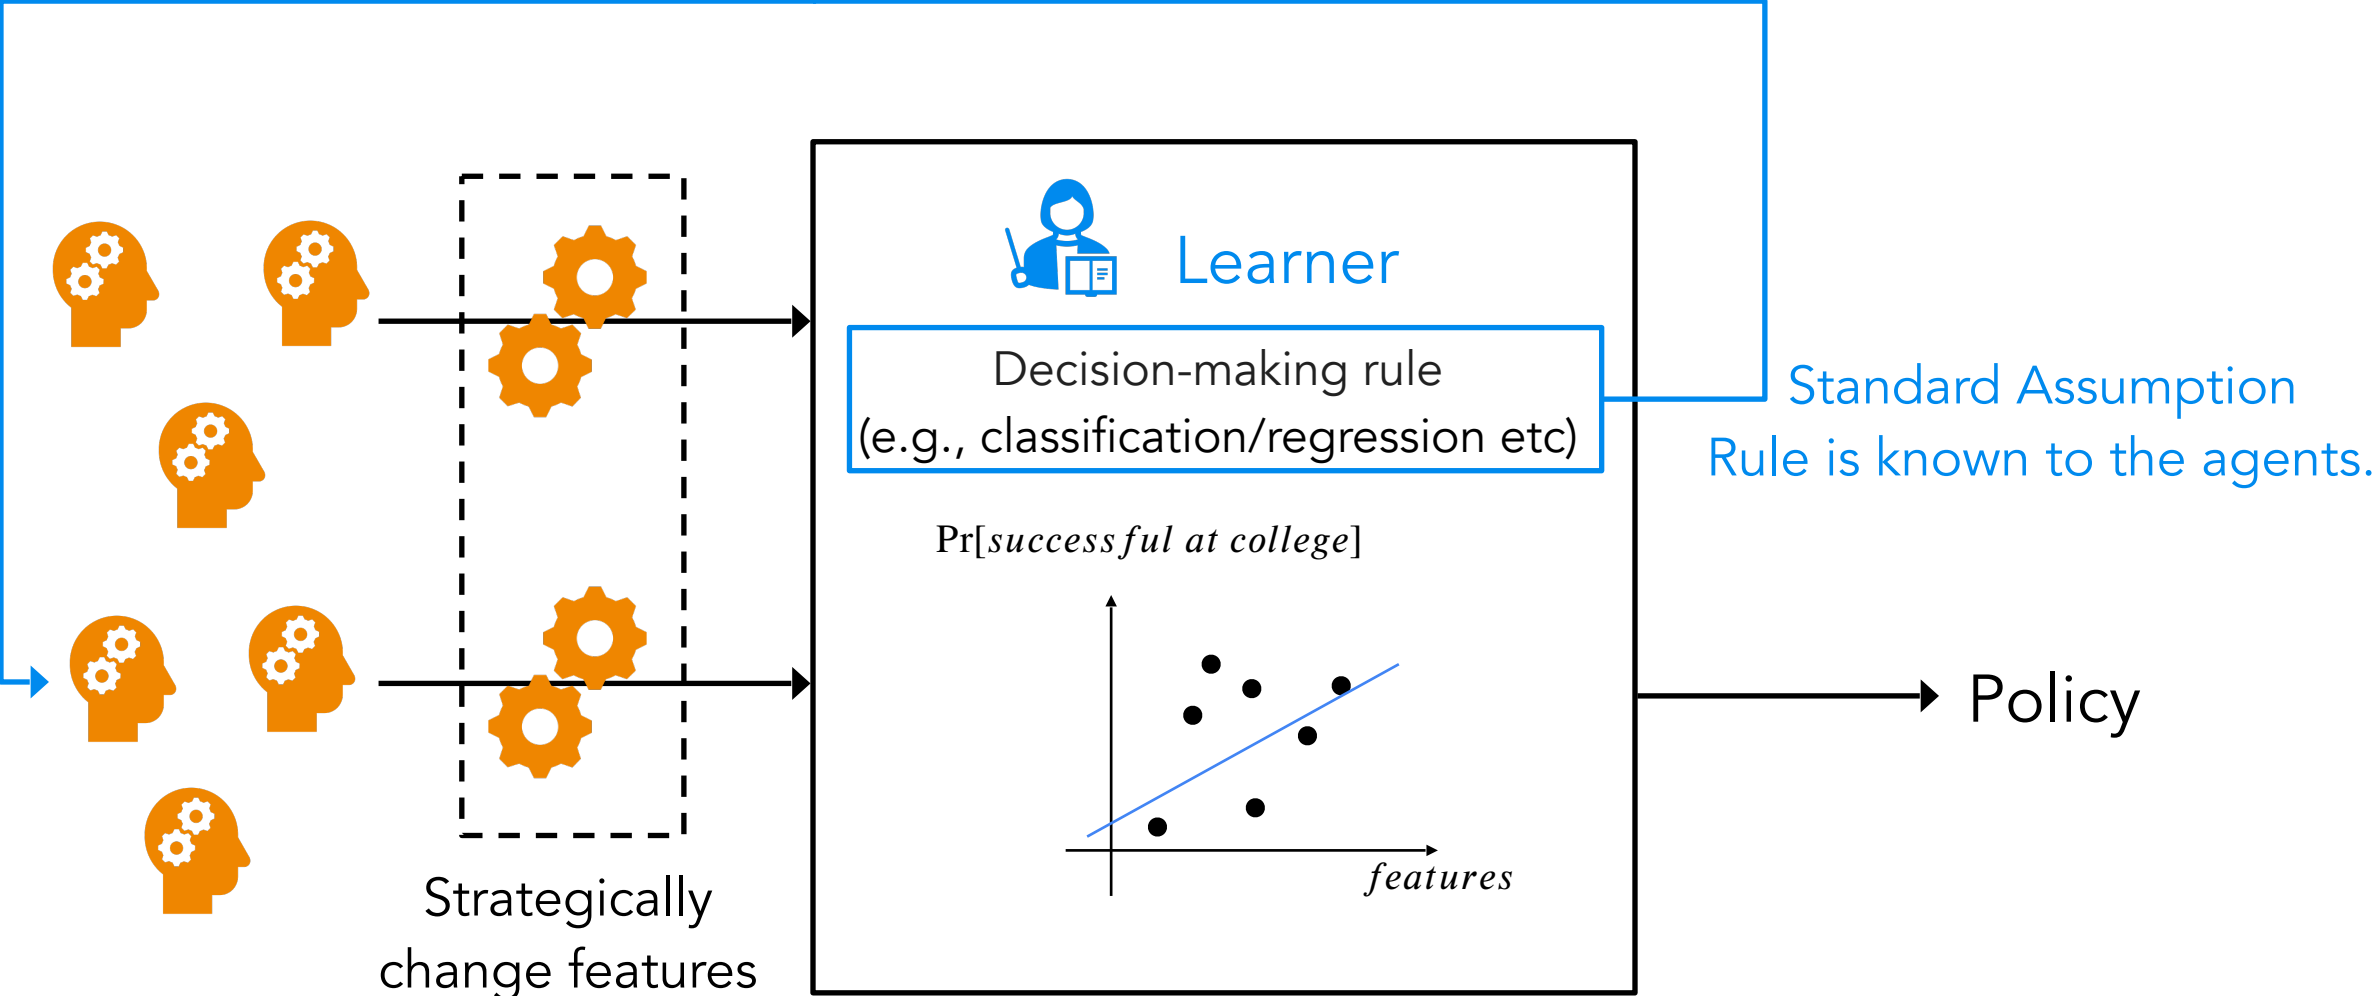 Learner
Decision-making rule
(e.g., classification/regression etc)
Standard Assumption
Rule is known to the agents.
Pr[successful at college]
features
Policy
Strategically
change features